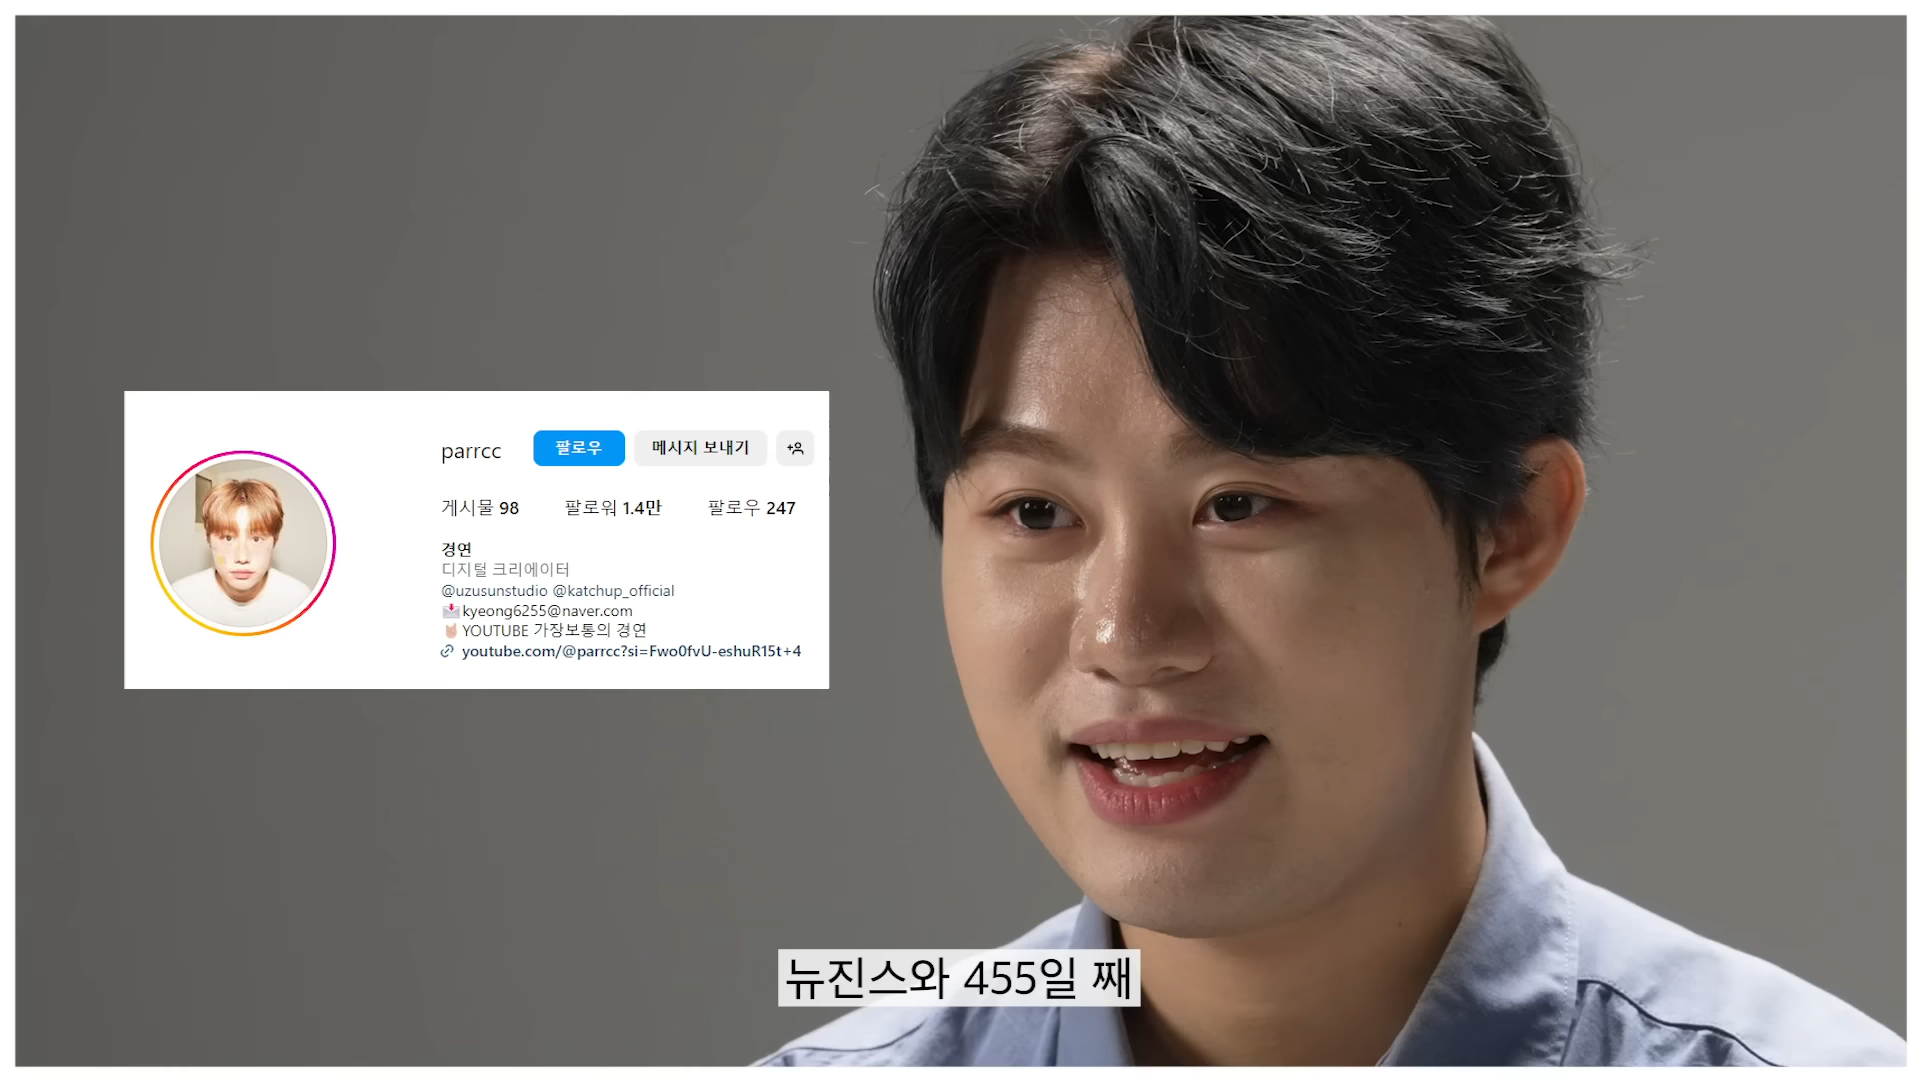 parrcc 팔로우 메시지 보내기
게시물 98 팔로워 1.4만 팔로우 247
경연
디지털 크리에이터
@uzusunstudio @katchup_official
kyeong6255@naver.com
YOUTUBE 가장보통의 경연
youtube.com/@parrcc?si=Fwo0fvU-eshuR15t+4
뉴진스와 455일 째